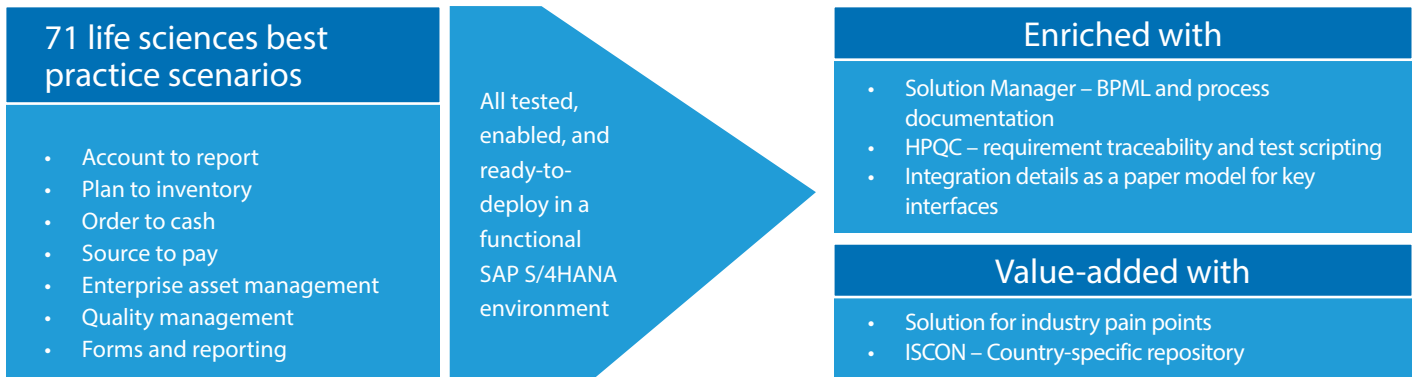 71 life sciences best
practice scenarios
• Account to report
• Plan to inventory
• Order to cash
• Source to pay
• Enterprise asset management
• Quality management
• Forms and reporting
All tested,
enabled, and
ready-to-
deploy in a
functional
SAP S/4HANA
environment
Enriched with
• Solution Manager – BPML and process
documentation
• HPQC – requirement traceability and test scripting
• Integration details as a paper model for key
interfaces
Value-added with
• Solution for industry pain points
• ISCON – Country-specific repository